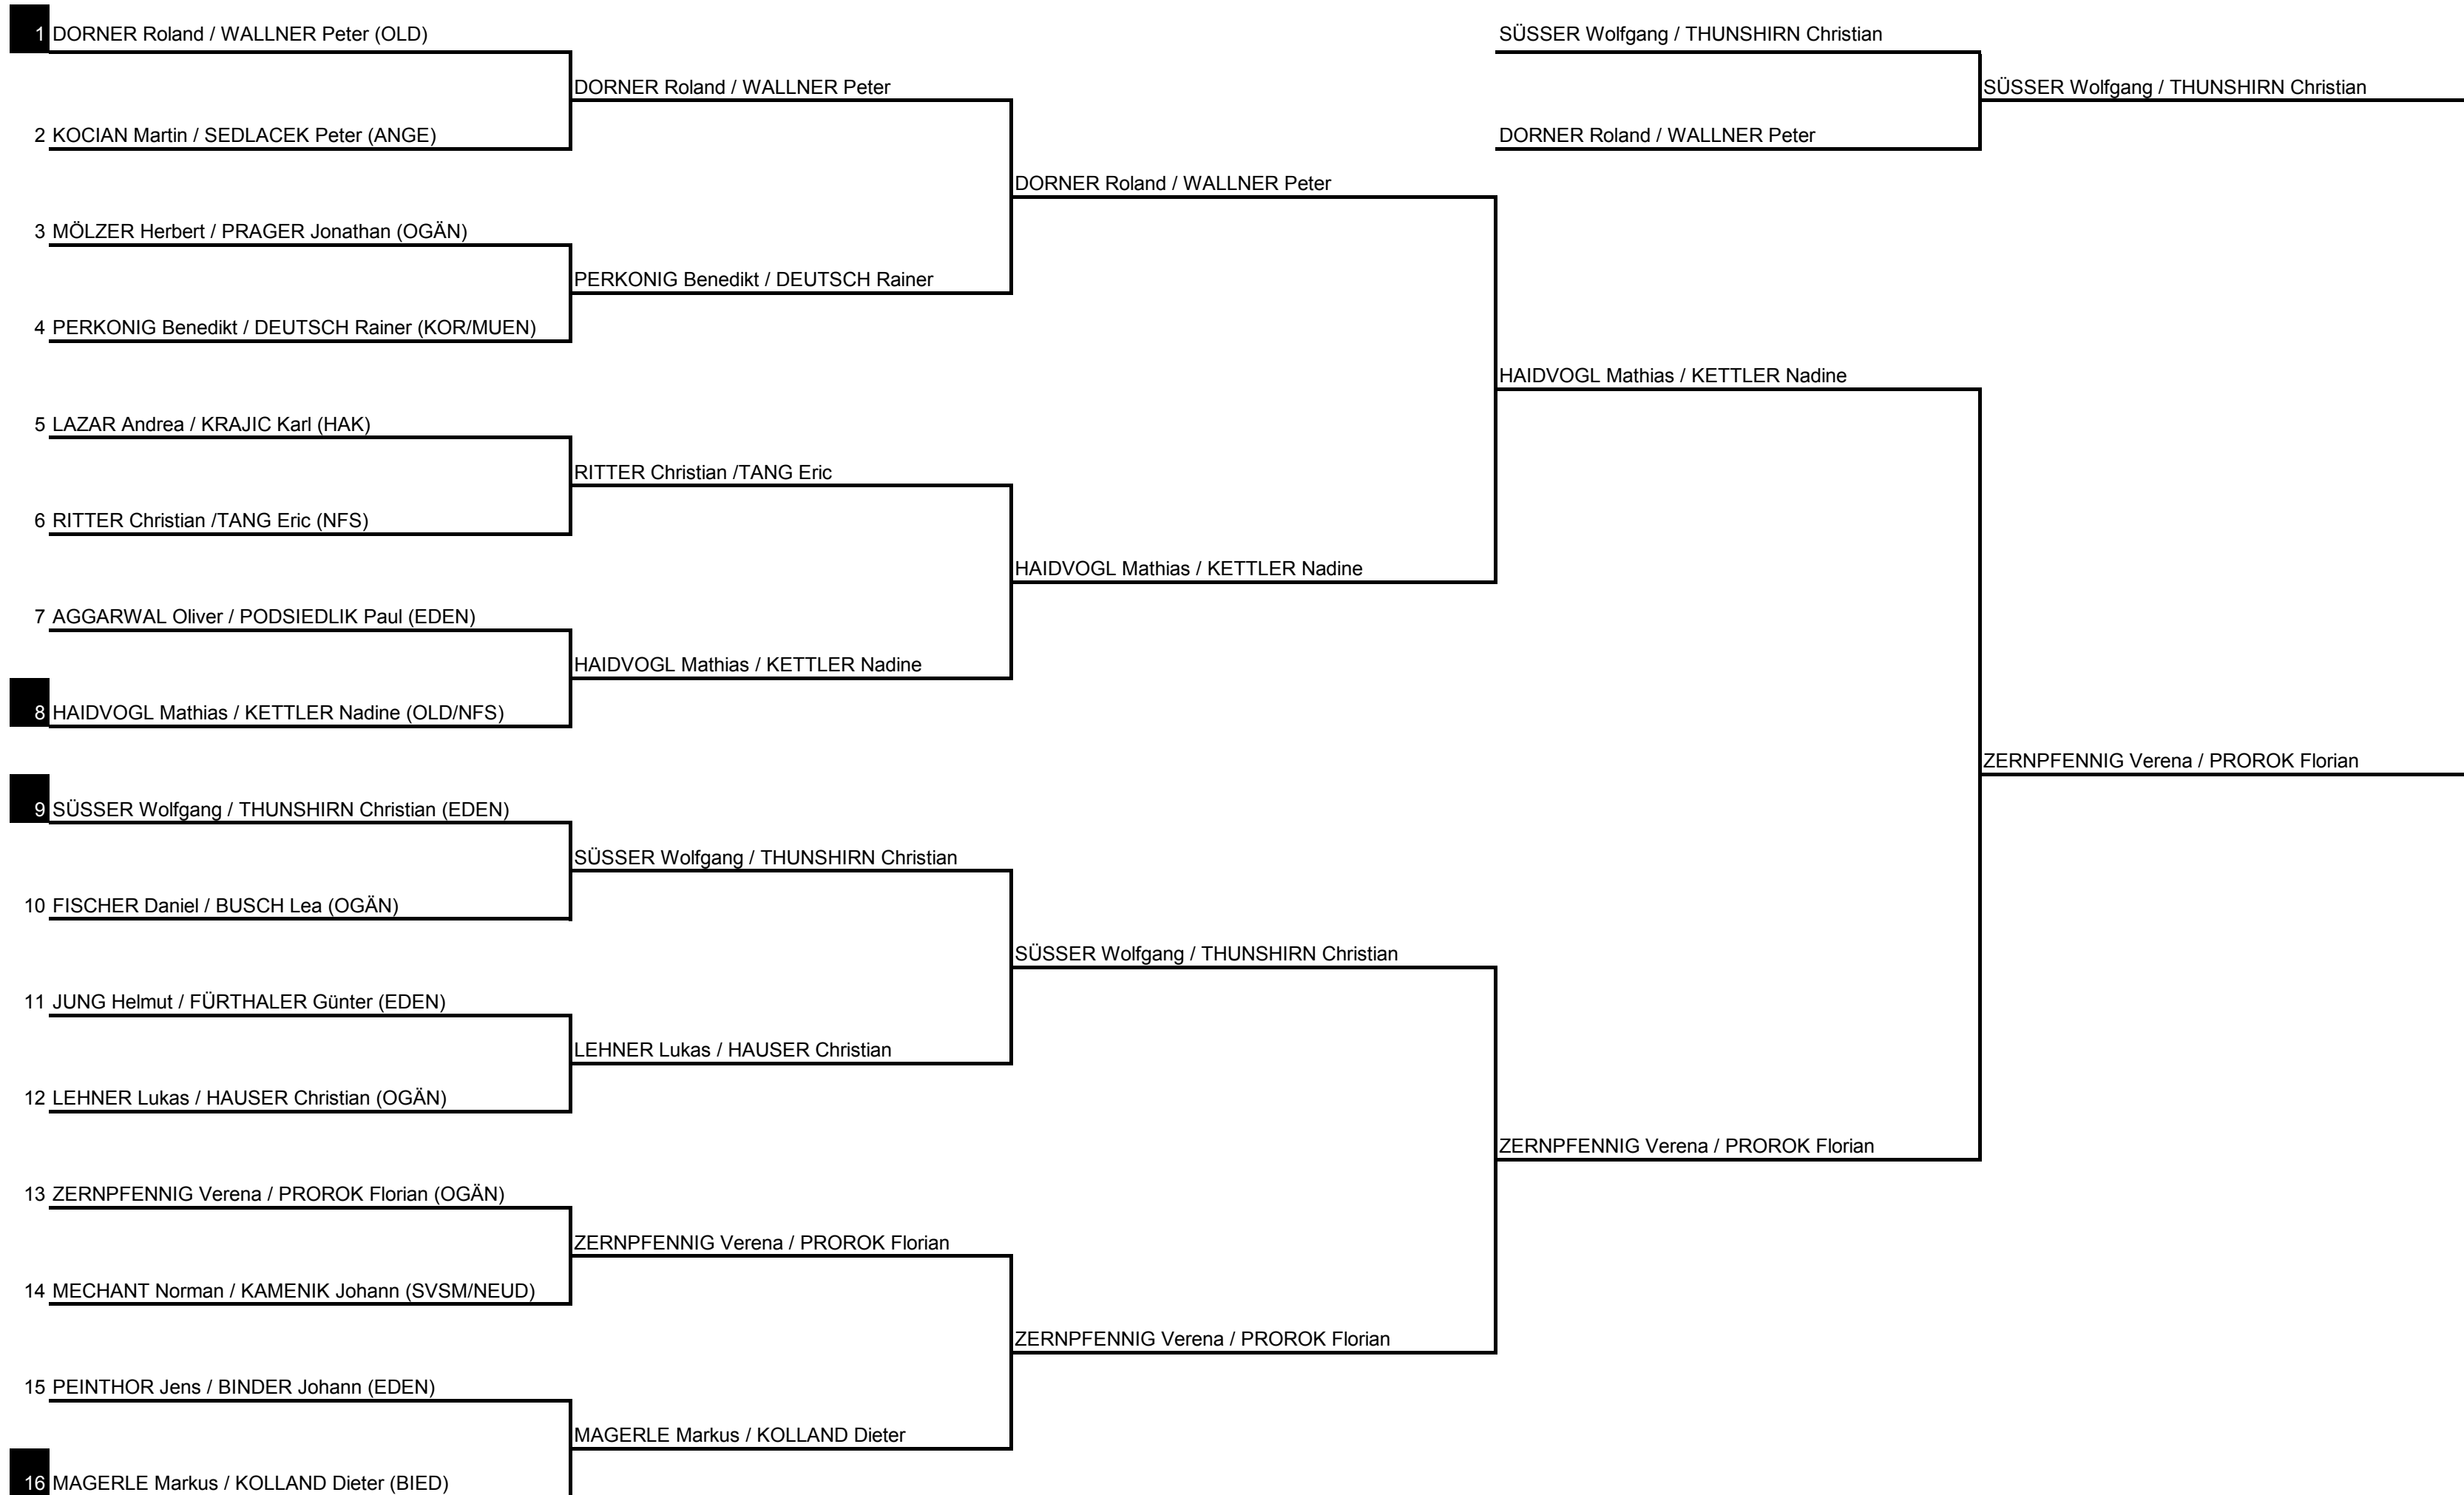 1 DORNER Roland / WALLNER Peter (OLD)
2 KOCIAN Martin / SEDLACEK Peter (ANGE)
3 MÖLZER Herbert / PRAGER Jonathan (OGÄN)
4 PERKONIG Benedikt / DEUTSCH Rainer (KOR/MUEN)
5 LAZAR Andrea / KRAJIC Karl (HAK)
6 RITTER Christian /TANG Eric (NFS)
7 AGGARWAL Oliver / PODSIEDLIK Paul (EDEN)
8 HAIDVOGL Mathias / KETTLER Nadine (OLD/NFS)
9 SÜSSER Wolfgang / THUNSHIRN Christian (EDEN)
10 FISCHER Daniel / BUSCH Lea (OGÄN)
11 JUNG Helmut / FÜRTHALER Günter (EDEN)
12 LEHNER Lukas / HAUSER Christian (OGÄN)
13 ZERNPFENNIG Verena / PROROK Florian (OGÄN)
14 MECHANT Norman / KAMENIK Johann (SVSM/NEUD)
15 PEINTHOR Jens / BINDER Johann (EDEN)
16 MAGERLE Markus / KOLLAND Dieter (BIED)
DORNER Roland / WALLNER Peter
PERKONIG Benedikt / DEUTSCH Rainer
RITTER Christian /TANG Eric
HAIDVOGL Mathias / KETTLER Nadine
SÜSSER Wolfgang / THUNSHIRN Christian
LEHNER Lukas / HAUSER Christian
ZERNPFENNIG Verena / PROROK Florian
MAGERLE Markus / KOLLAND Dieter
DORNER Roland / WALLNER Peter
HAIDVOGL Mathias / KETTLER Nadine
SÜSSER Wolfgang / THUNSHIRN Christian
ZERNPFENNIG Verena / PROROK Florian
SÜSSER Wolfgang / THUNSHIRN Christian
DORNER Roland / WALLNER Peter
HAIDVOGL Mathias / KETTLER Nadine
ZERNPFENNIG Verena / PROROK Florian
SÜSSER Wolfgang / THUNSHIRN Christian
ZERNPFENNIG Verena / PROROK Florian